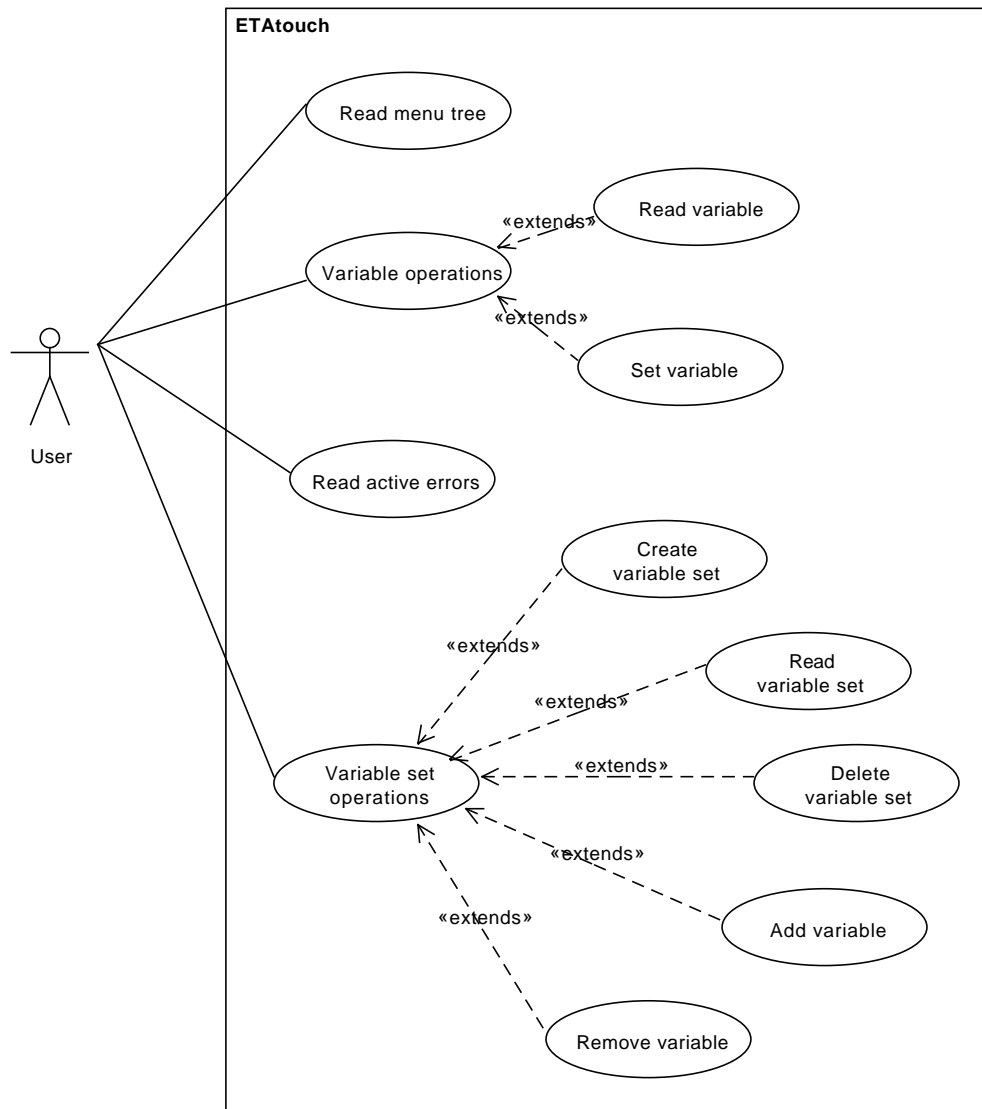 ETAtouch
Read menu tree
Read variable
«extends»
Variable operations
«extends»
Set variable
User
Read active errors
Create
variable set
«extends»
Read
variable set
«extends»
Variable set
operations
«extends»
Delete
variable set
«extends»
Add variable
«extends»
Remove variable